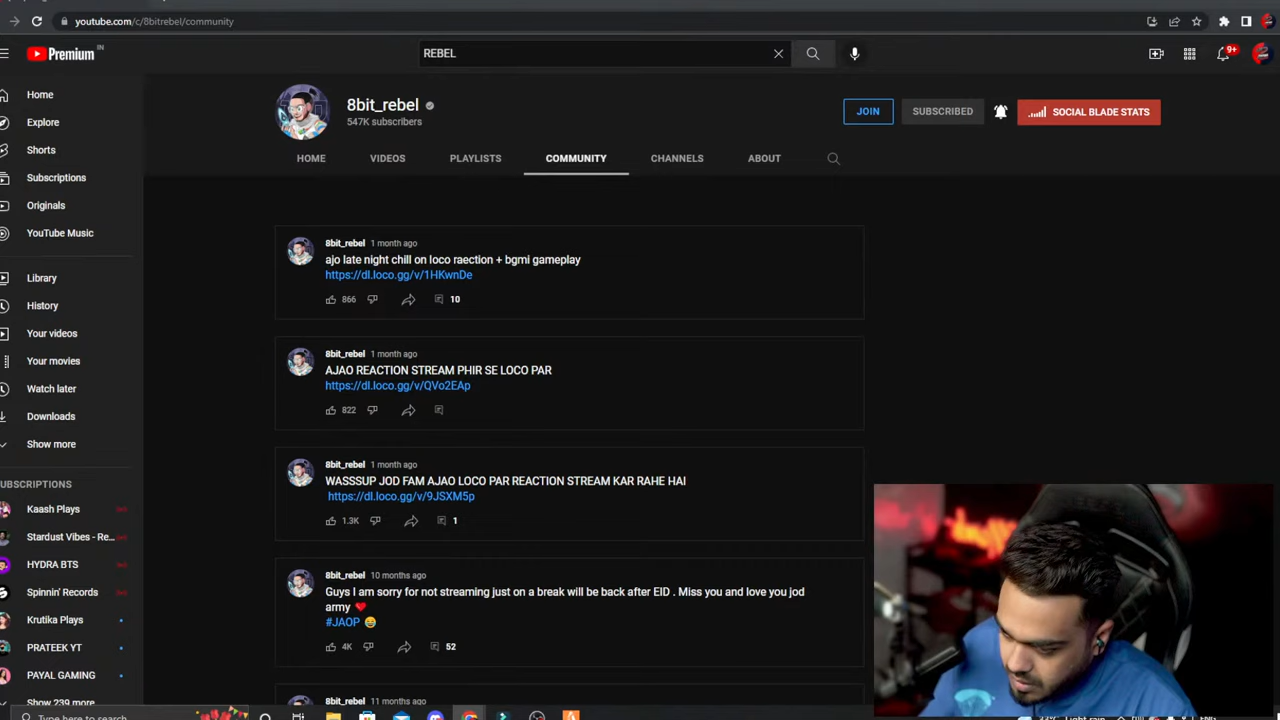 youtube.com/c/8bitrebel/community
Premium IN
REBEL
9+
Home
Explore
Shorts
Subscriptions
Originals
YouTube Music
Library
History
Your videos
Your movies
Watch later
Downloads
Show more
SUBSCRIPTIONS
Kaash Plays
Stardust Vibes - Re...
HYDRA BTS
Spinnin' Records
Krutika Plays
PRATEEK YT
PAYAL GAMING
Show 239 more
8bit_rebel
547K subscribers
JOIN
SUBSCRIBED
SOCIAL BLADE STATS
HOME
VIDEOS
PLAYLISTS
COMMUNITY
CHANNELS
ABOUT
8bit_rebel 1 month ago
ajo late night chill on loco raection + bgmi gameplay
https://dl.loco.gg/v/1HKwnDe
866 10
8bit_rebel 1 month ago
AJAO REACTION STREAM PHIR SE LOCO PAR
https://dl.loco.gg/v/QVo2EAp
822
8bit_rebel 1 month ago
WASSSUP JOD FAM AJAO LOCO PAR REACTION STREAM KAR RAHE HAI
https://dl.loco.gg/v/9JSXM5p
1.3K 1
8bit_rebel 10 months ago
Guys I am sorry for not streaming just on a break will be back after EID . Miss you and love you jod
army ❤️
#JAOP 😂
4K 52
8bit_rebel 11 months ago
Type here to search
Light rain